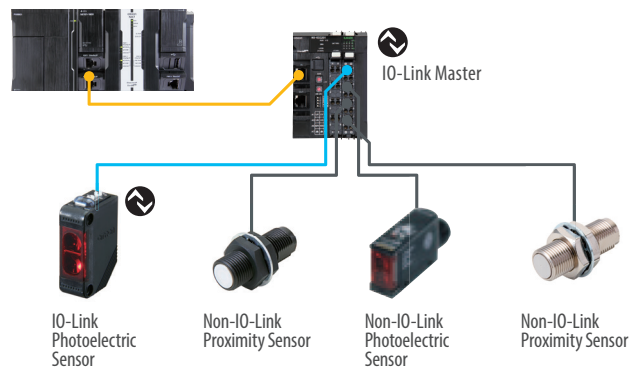 IO-Link Master
IO-Link
Photoelectric
Sensor
Non-IO-Link
Proximity Sensor
Non-IO-Link
Photoelectric
Sensor
Non-IO-Link
Proximity Sensor